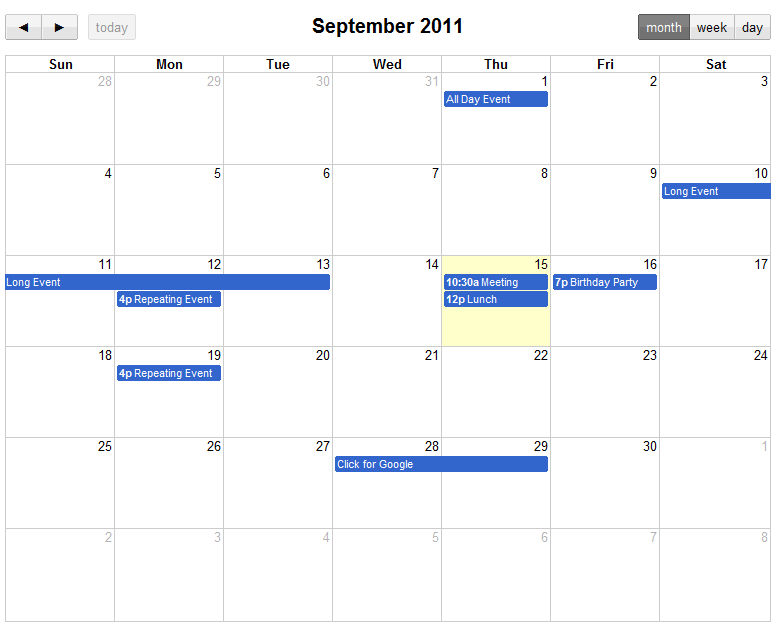 ◄ ► today September 2011 month week day
Sun Mon Tue Wed Thu Fri Sat
28 29 30 31 1 2 3
All Day Event
4 5 6 7 8 9 10
Long Event
11 12 13 14 15 16 17
Long Event 10:30a Meeting 7p Birthday Party
4p Repeating Event 12p Lunch
18 19 20 21 22 23 24
4p Repeating Event
25 26 27 28 29 30 1
Click for Google
2 3 4 5 6 7 8